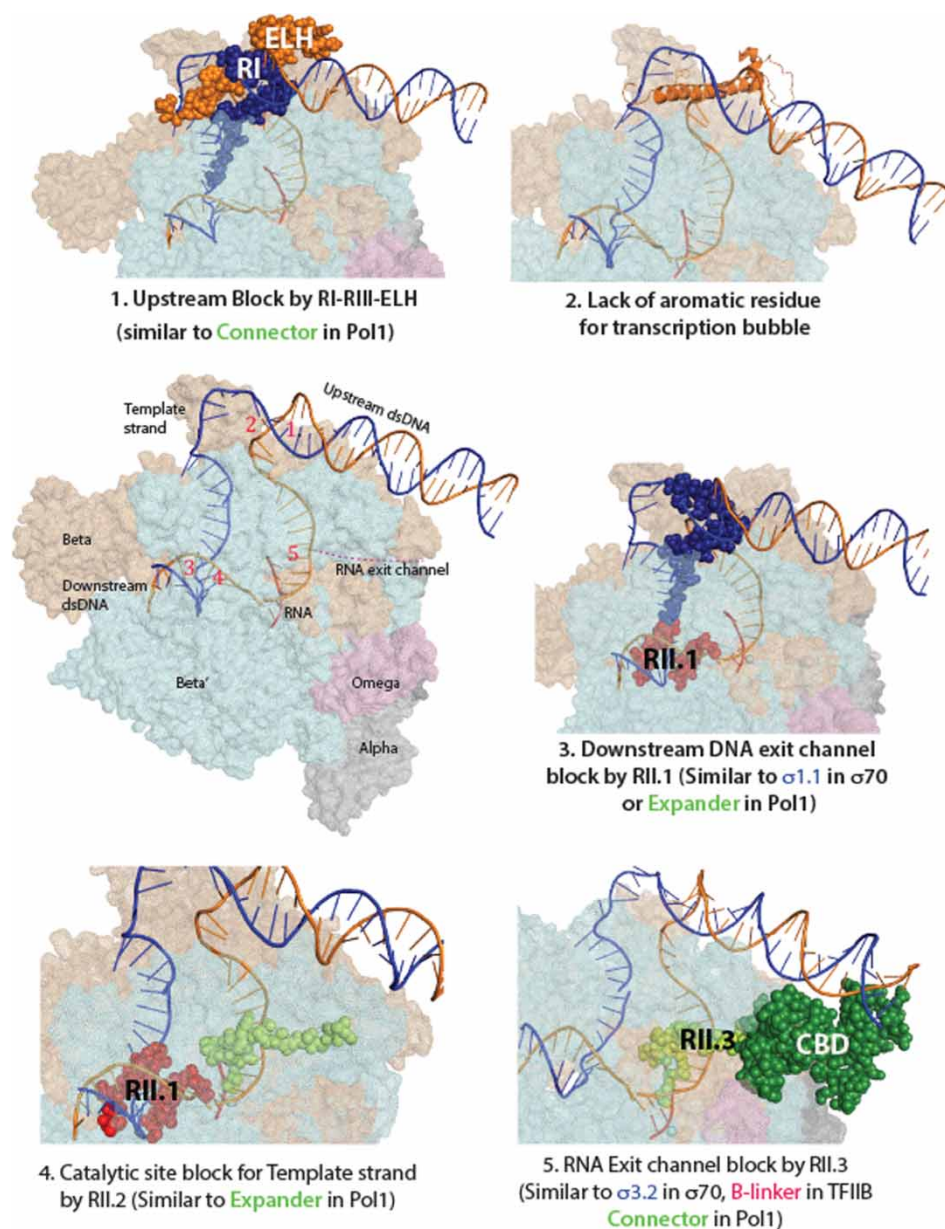 ELH
RI
1. Upstream Block by RI-RIII-ELH
(similar to Connector in Pol1)
2. Lack of aromatic residue
for transcription bubble
Template
strand
Upstream dsDNA
2
1
Beta
3
4
5
Downstream
dsDNA
RNA exit channel
RNA
Beta'
Omega
Alpha
RII.1
3. Downstream DNA exit channel
block by RII.1 (Similar to σ1.1 in σ70
or Expander in Pol1)
RII.1
4. Catalytic site block for Template strand
by RII.2 (Similar to Expander in Pol1)
RII.3
CBD
5. RNA Exit channel block by RII.3
(Similar to σ3.2 in σ70, B-linker in TFIIB
Connector in Pol1)